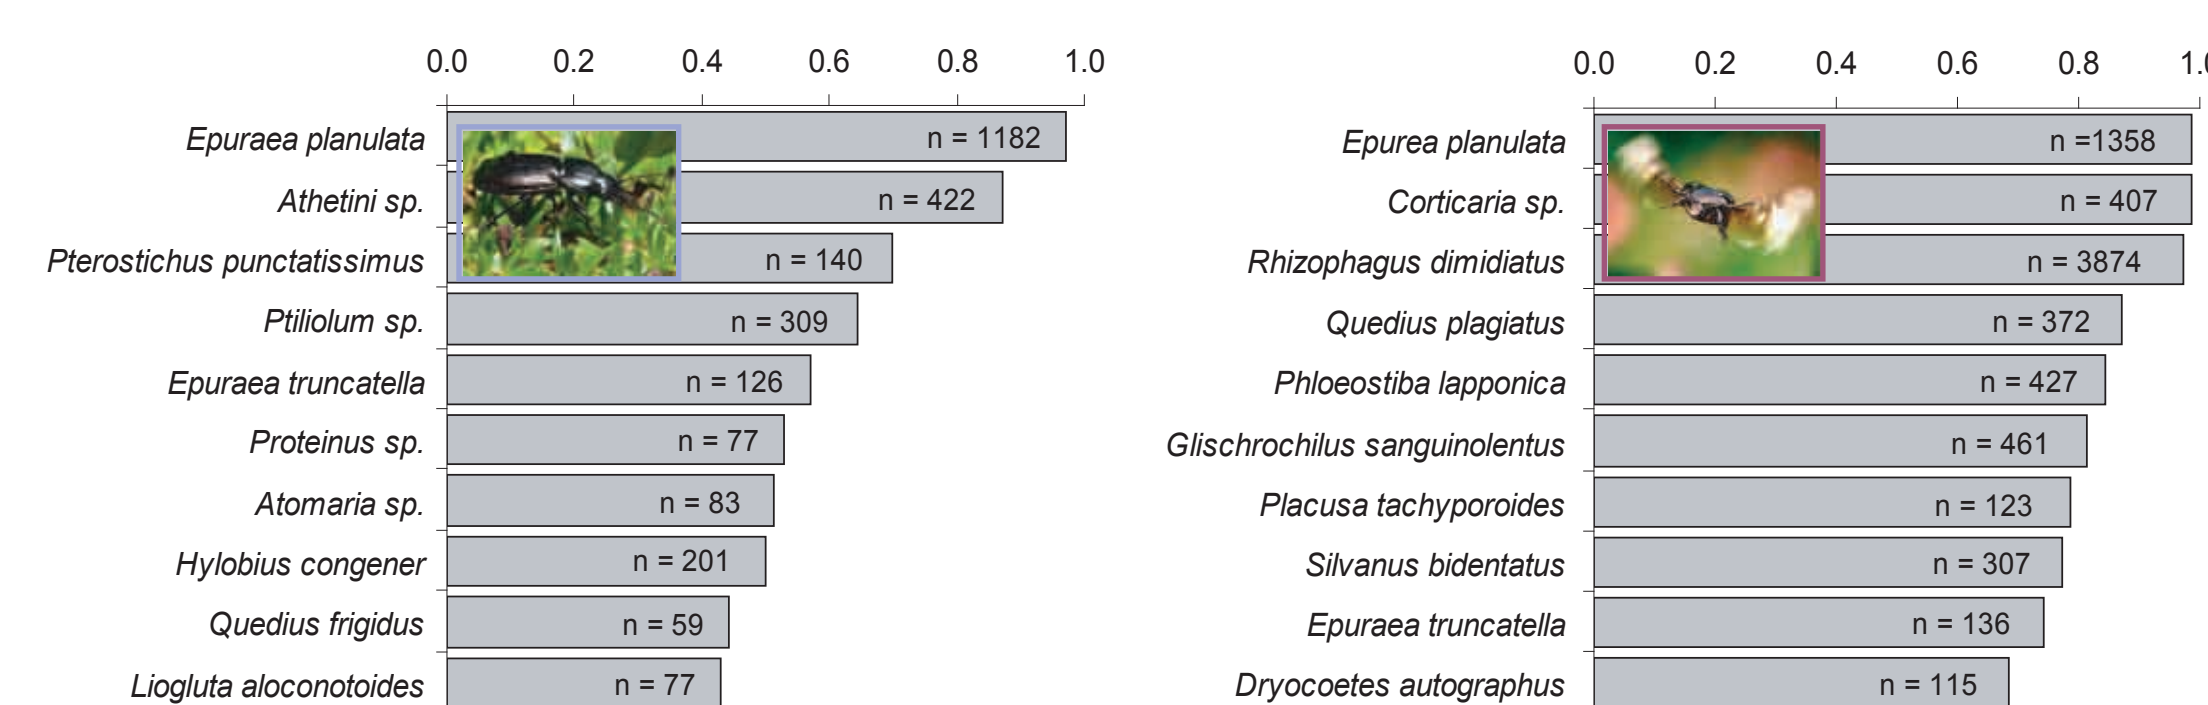 0.0 0.2 0.4 0.6 0.8 1.0
Epuraea planulata n = 1182
Athetini sp. n = 422
Pterostichus punctatissimus n = 140
Ptiliolum sp. n = 309
Epuraea truncatella n = 126
Proteinus sp. n = 77
Atomaria sp. n = 83
Hylobius congener n = 201
Quedius frigidus n = 59
Liogluta aloconotoides n = 77
0.0 0.2 0.4 0.6 0.8 1.0
Epurea planulata n =1358
Corticaria sp. n = 407
Rhizophagus dimidiatus n = 3874
Quedius plagiatus n = 372
Phloeostiba lapponica n = 427
Glischrochilus sanguinolentus n = 461
Placusa tachyporoides n = 123
Silvanus bidentatus n = 307
Epuraea truncatella n = 136
Dryocoetes autographus n = 115